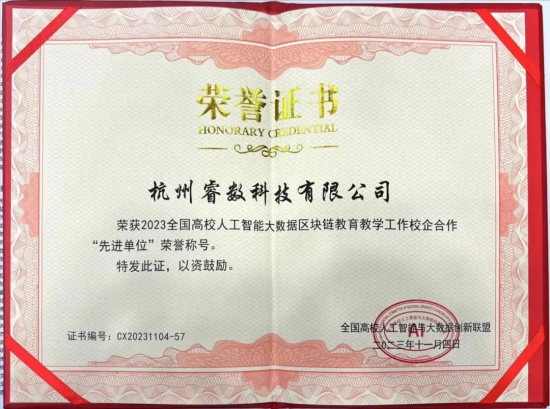 荣誉证书
HONORARY CREDENTIAL
杭州睿数科技有限公司
荣获2023全国高校人工智能大数据区块链教育教学工作校企合作
“先进单位”荣誉称号。
特发此证，以资鼓励。
证书编号：CX20231104-57
全国高校人工智能与大数据创新联盟
二〇二三年十一月四日
AI